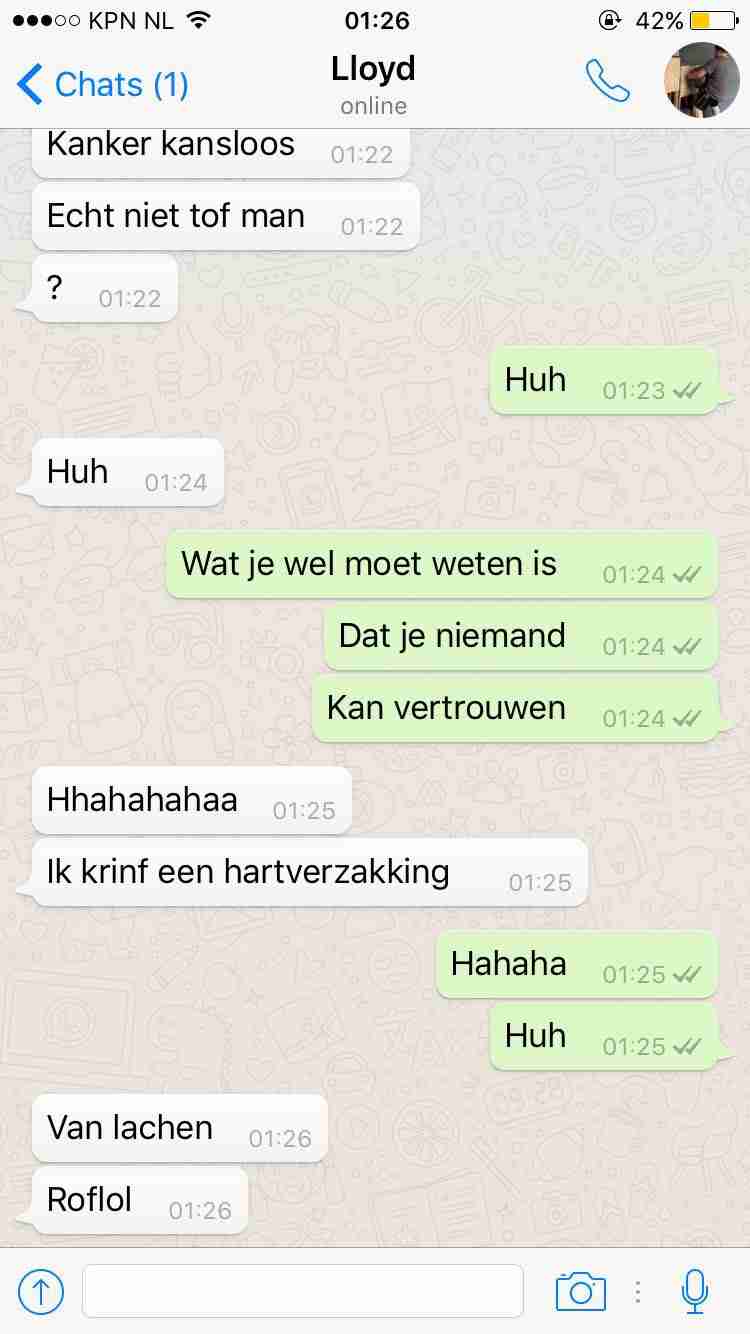 KPN NL 01:26 42%
Chats (1) Lloyd
online
Kanker kansloos 01:22
Echt niet tof man 01:22
? 01:22
Huh 01:23
Huh 01:24
Wat je wel moet weten is 01:24
Dat je niemand 01:24
Kan vertrouwen 01:24
Hhahahahaa 01:25
Ik krinf een hartverzakking 01:25
Hahaha 01:25
Huh 01:25
Van lachen 01:26
Roflol 01:26